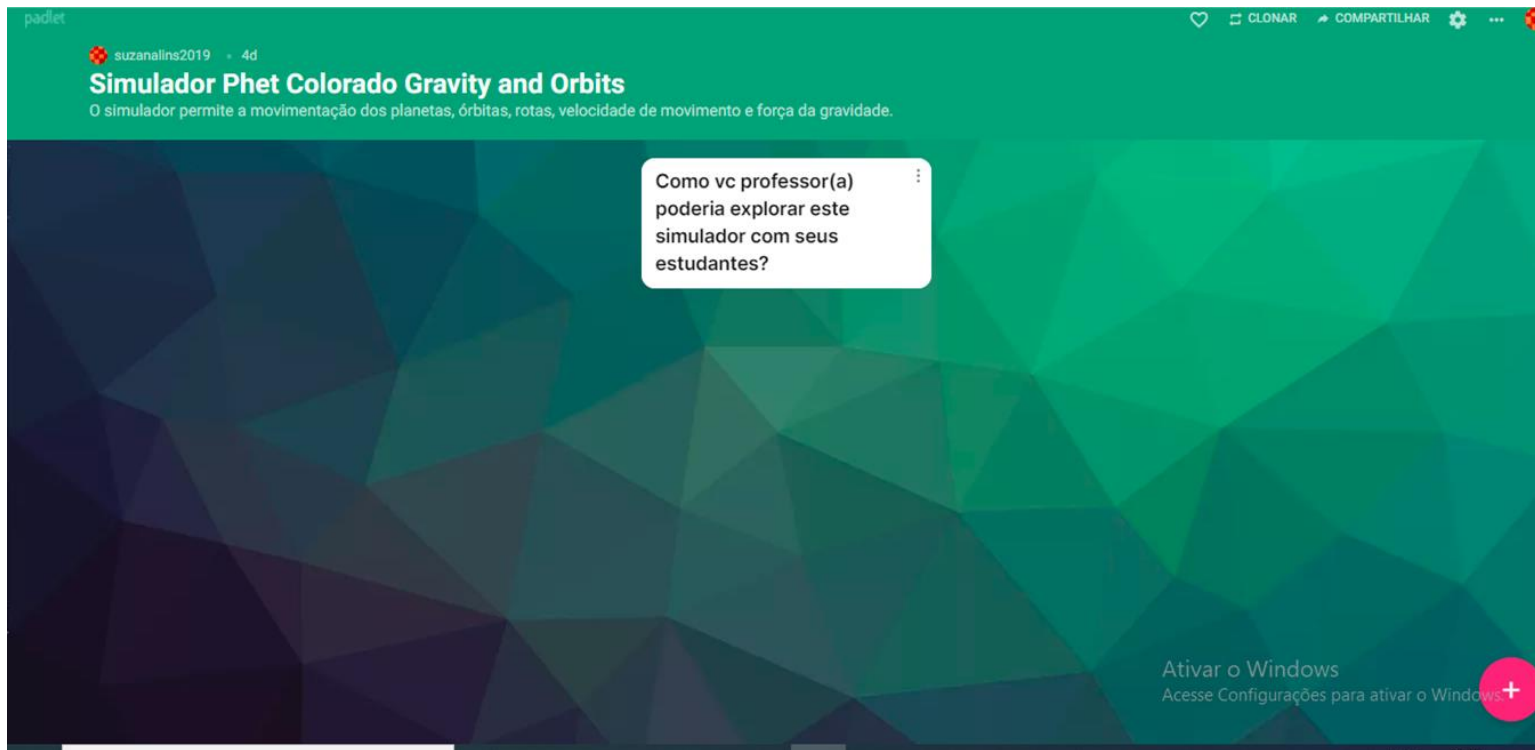 padlet
CLONAR
COMPARTILHAR
suzanalins2019 • 4d
Simulador Phet Colorado Gravity and Orbits
O simulador permite a movimentação dos planetas, órbitas, rotas, velocidade de movimento e força da gravidade.
Como vc professor(a)
poderia explorar este
simulador com seus
estudantes?
Ativar o Windows
Acesse Configurações para ativar o Windows.